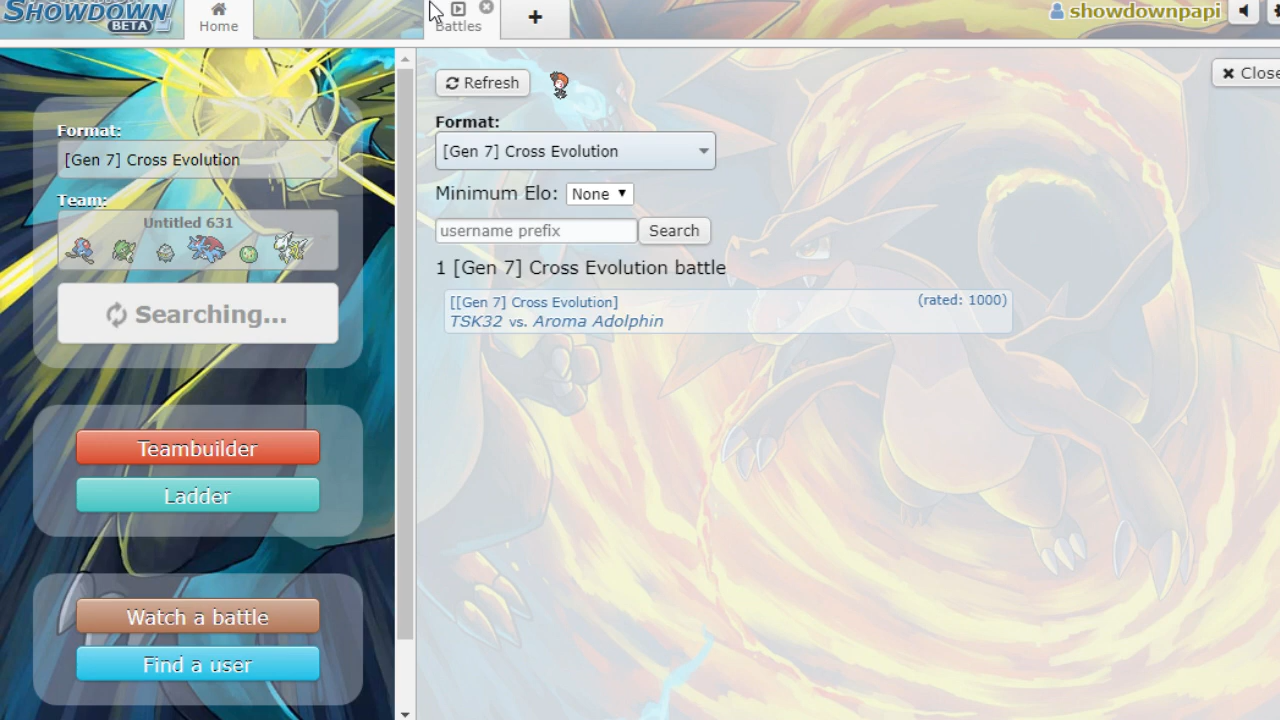 SHOWDOWN
BETA
Home
Battles
+
showdownpapi
Format:
[Gen 7] Cross Evolution
Team:
Untitled 631
Searching...
Teambuilder
Ladder
Watch a battle
Find a user
Refresh
Close
Format:
[Gen 7] Cross Evolution
Minimum Elo: None
username prefix Search
1 [Gen 7] Cross Evolution battle
[[Gen 7] Cross Evolution] (rated: 1000)
TSK32 vs. Aroma Adolphin